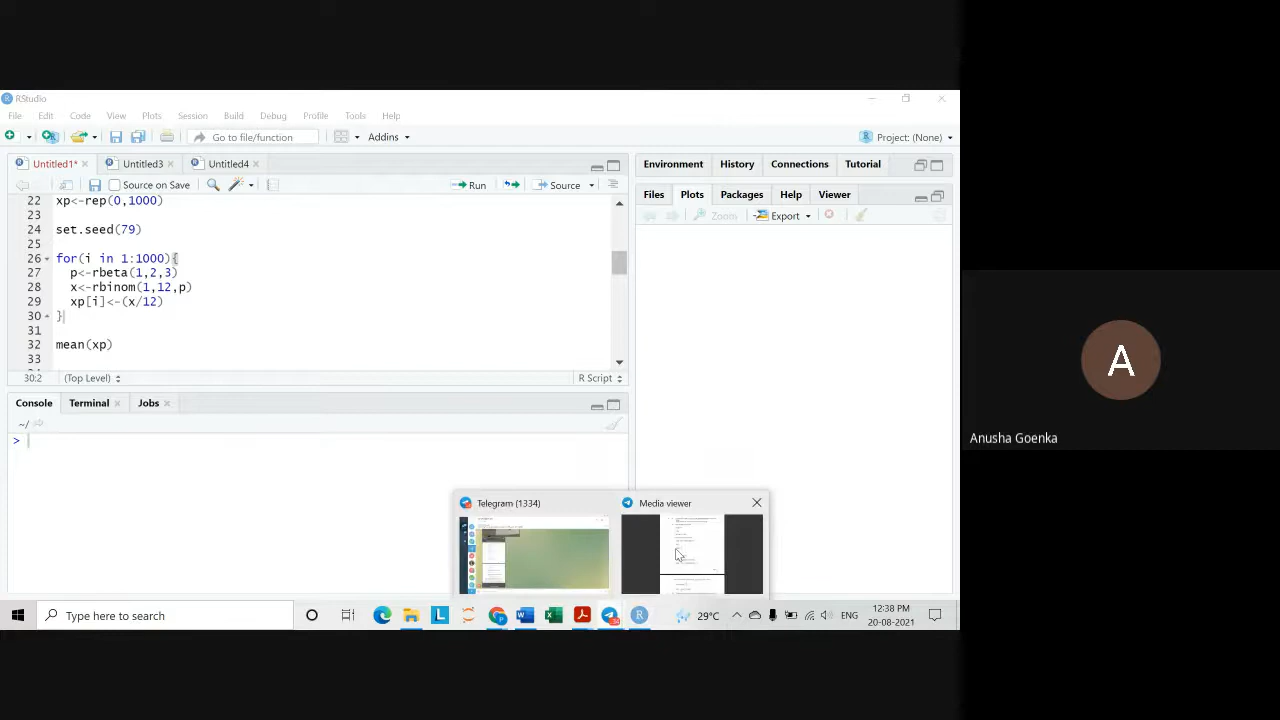 RStudio
File Edit Code View Plots Session Build Debug Profile Tools Help
Go to file/function Addins Project: (None)
Untitled1* Untitled3 Untitled4
Source on Save Run Source
22 xp<-rep(0,1000)
23
24 set.seed(79)
25
26 for(i in 1:1000){
27 p<-rbeta(1,2,3)
28 x<-rbinom(1,12,p)
29 xp[i]<-(x/12)
30 }
31
32 mean(xp)
33
30:2 (Top Level) R Script
Console Terminal Jobs
~/
>
Environment History Connections Tutorial
Files Plots Packages Help Viewer
Zoom Export
Telegram (1334) Media viewer
Type here to search
29°C ENG 12:38 PM
20-08-2021
A
Anusha Goenka